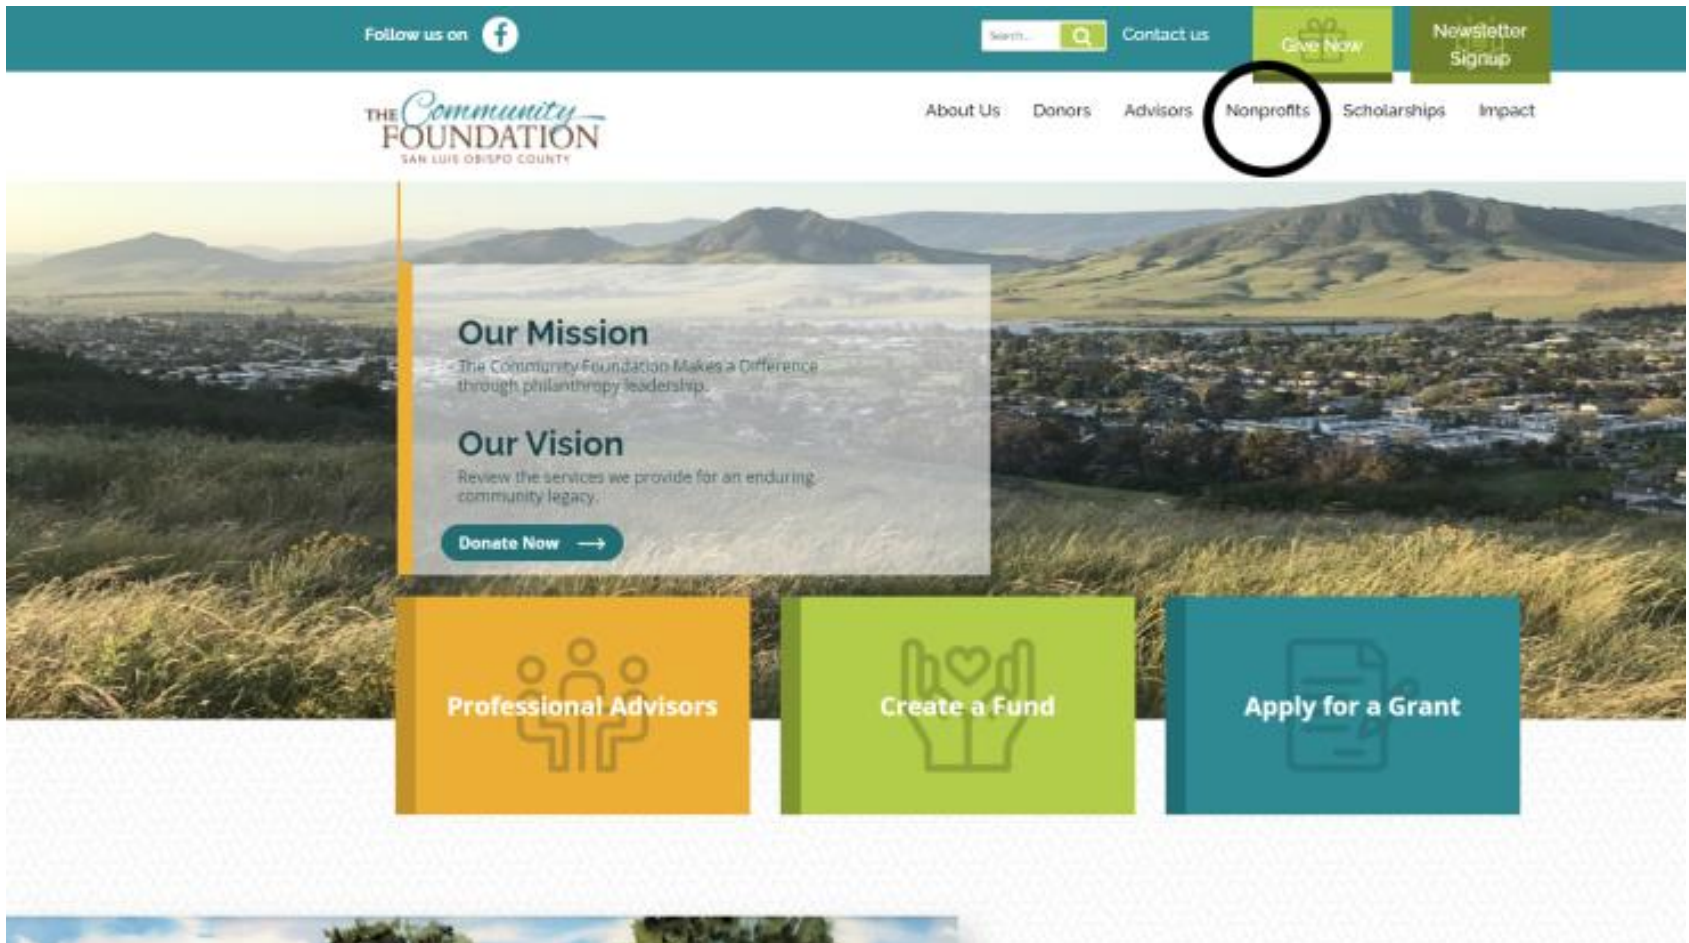 Follow us on
Search...
Contact us
Give Now
Newsletter
Signup
THE Community
FOUNDATION
SAN LUIS OBISPO COUNTY
About Us
Donors
Advisors
Nonprofits
Scholarships
Impact
Our Mission
The Community Foundation Makes a Difference
through philanthropy leadership.
Our Vision
Review the services we provide for an enduring
community legacy.
Donate Now
Professional Advisors
Create a Fund
Apply for a Grant